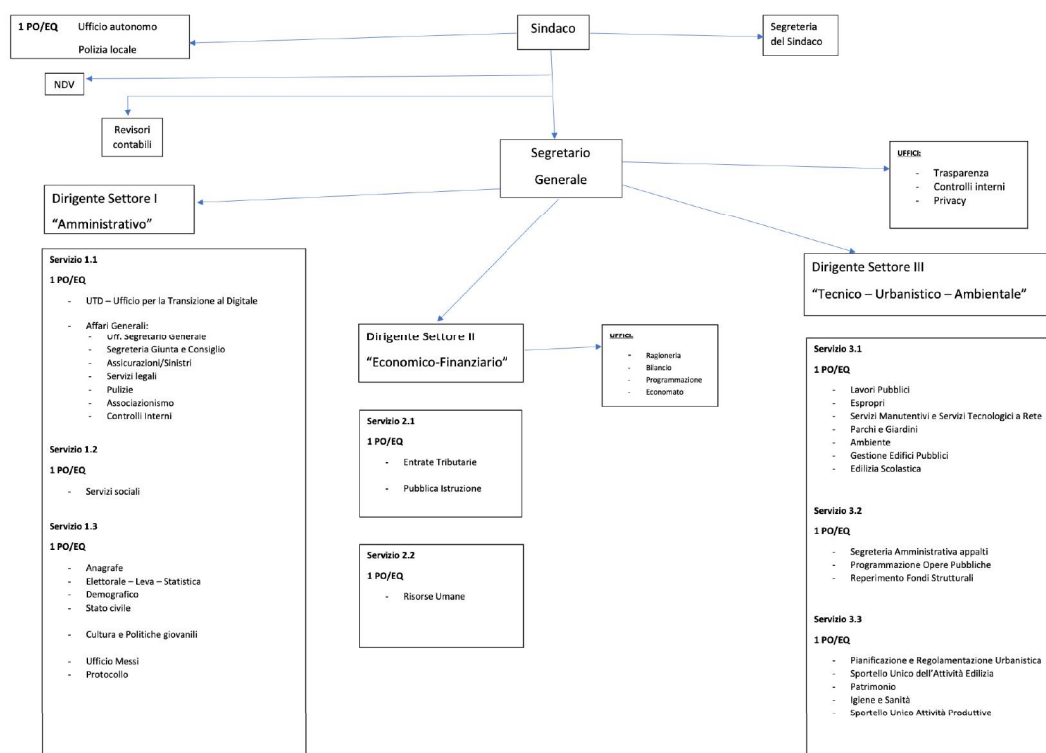 1 PO/EQ Ufficio autonomo
Polizia locale
Sindaco
Segreteria
del Sindaco
NDV
Revisori
contabili
Segretario
Generale
UFFICI:
- Trasparenza
- Controlli interni
- Privacy
Dirigente Settore I
“Amministrativo”
Servizio 1.1
1 PO/EQ
- UTD – Ufficio per la Transizione al Digitale
- Affari Generali:
- Uff. Segretario Generale
- Segreteria Giunta e Consiglio
- Assicurazioni/Sinistri
- Servizi legali
- Pulizie
- Associazionismo
- Controlli Interni
Servizio 1.2
1 PO/EQ
- Servizi sociali
Servizio 1.3
1 PO/EQ
- Anagrafe
- Elettorale – Leva – Statistica
- Demografico
- Stato civile
- Cultura e Politiche giovanili
- Ufficio Messi
- Protocollo
Dirigente Settore II
“Economico-Finanziario”
UFFICI:
- Ragioneria
- Bilancio
- Programmazione
- Economato
Servizio 2.1
1 PO/EQ
- Entrate Tributarie
- Pubblica Istruzione
Servizio 2.2
1 PO/EQ
- Risorse Umane
Dirigente Settore III
“Tecnico – Urbanistico – Ambientale”
Servizio 3.1
1 PO/EQ
- Lavori Pubblici
- Espropri
- Servizi Manutentivi e Servizi Tecnologici a Rete
- Parchi e Giardini
- Ambiente
- Gestione Edifici Pubblici
- Edilizia Scolastica
Servizio 3.2
1 PO/EQ
- Segreteria Amministrativa appalti
- Programmazione Opere Pubbliche
- Reperimento Fondi Strutturali
Servizio 3.3
1 PO/EQ
- Pianificazione e Regolamentazione Urbanistica
- Sportello Unico dell’Attività Edilizia
- Patrimonio
- Igiene e Sanità
- Sportello Unico Attività Produttive